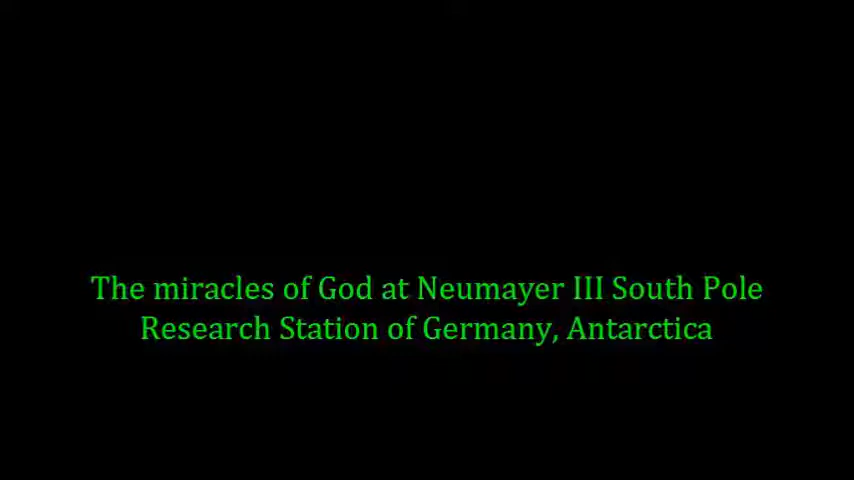 The miracles of God at Neumayer III South Pole
Research Station of Germany, Antarctica